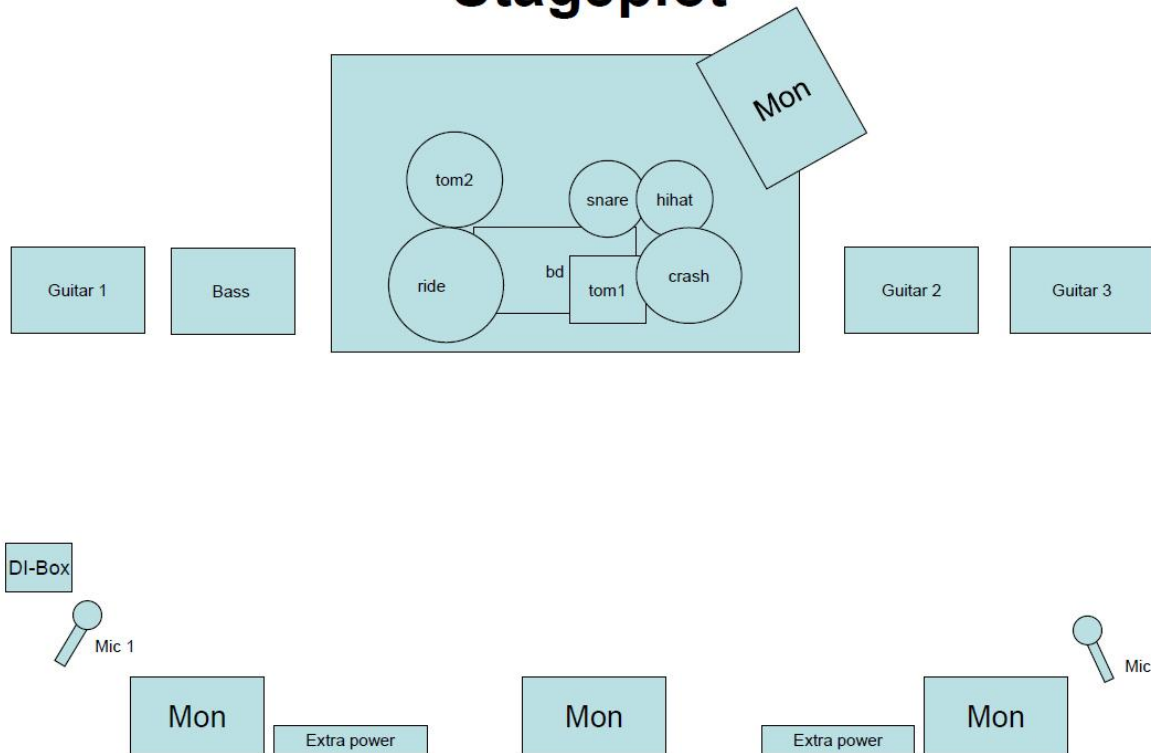 Stageplot
Mon
tom2
snare
hihat
ride
bd
tom1
crash
Guitar 1
Bass
Guitar 2
Guitar 3
DI-Box
Mic 1
Mic
Mon
Mon
Mon
Extra power
Extra power